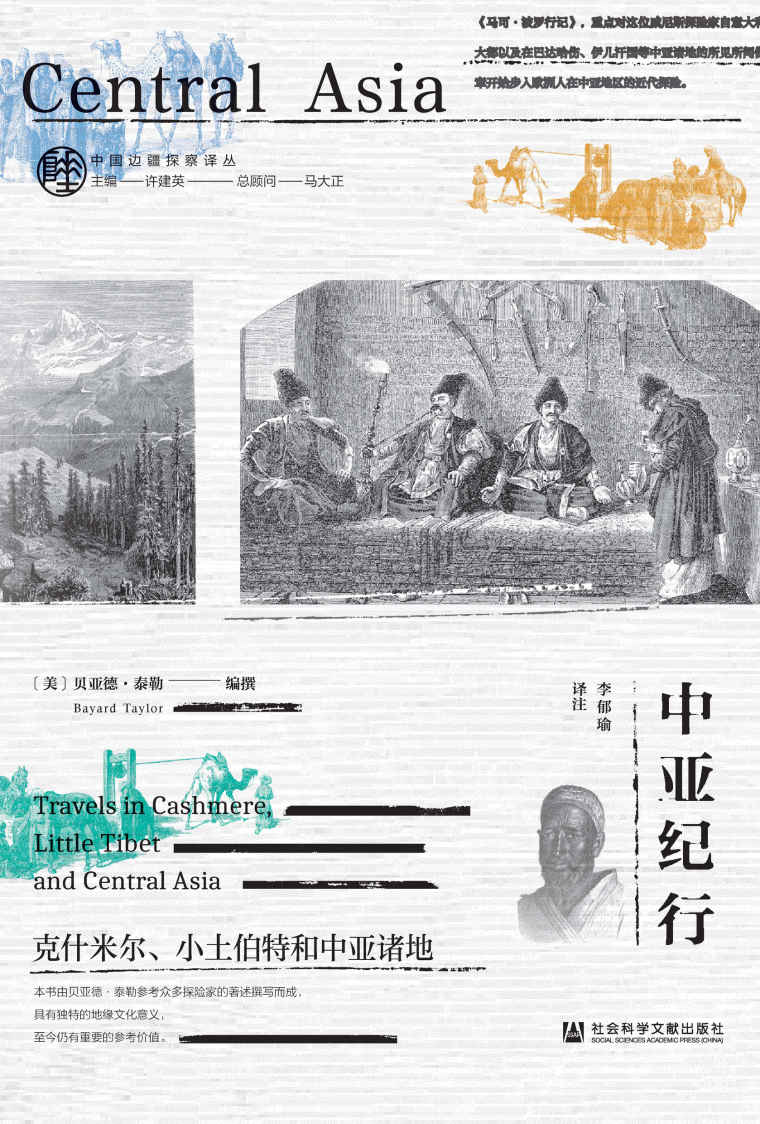 《马可·波罗行记》，重点对这位威尼斯探险家自意大利
大都以及在巴达哈伤、伊儿汗国等中亚诸地的所见所闻
章开始步入欧洲人在中亚地区的近代探险。
Central Asia
中国边疆探察译丛
主编——许建英———总顾问——马大正
〔美〕贝亚德·泰勒———编撰
Bayard Taylor
李郁瑜
译注
中亚纪行
Travels in Cashmere,
Little Tibet
and Central Asia
克什米尔、小土伯特和中亚诸地
本书由贝亚德·泰勒参考众多探险家的著述撰写而成，
具有独特的地缘文化意义，
至今仍有重要的参考价值。
社会科学文献出版社
SOCIAL SCIENCES ACADEMIC PRESS (CHINA)